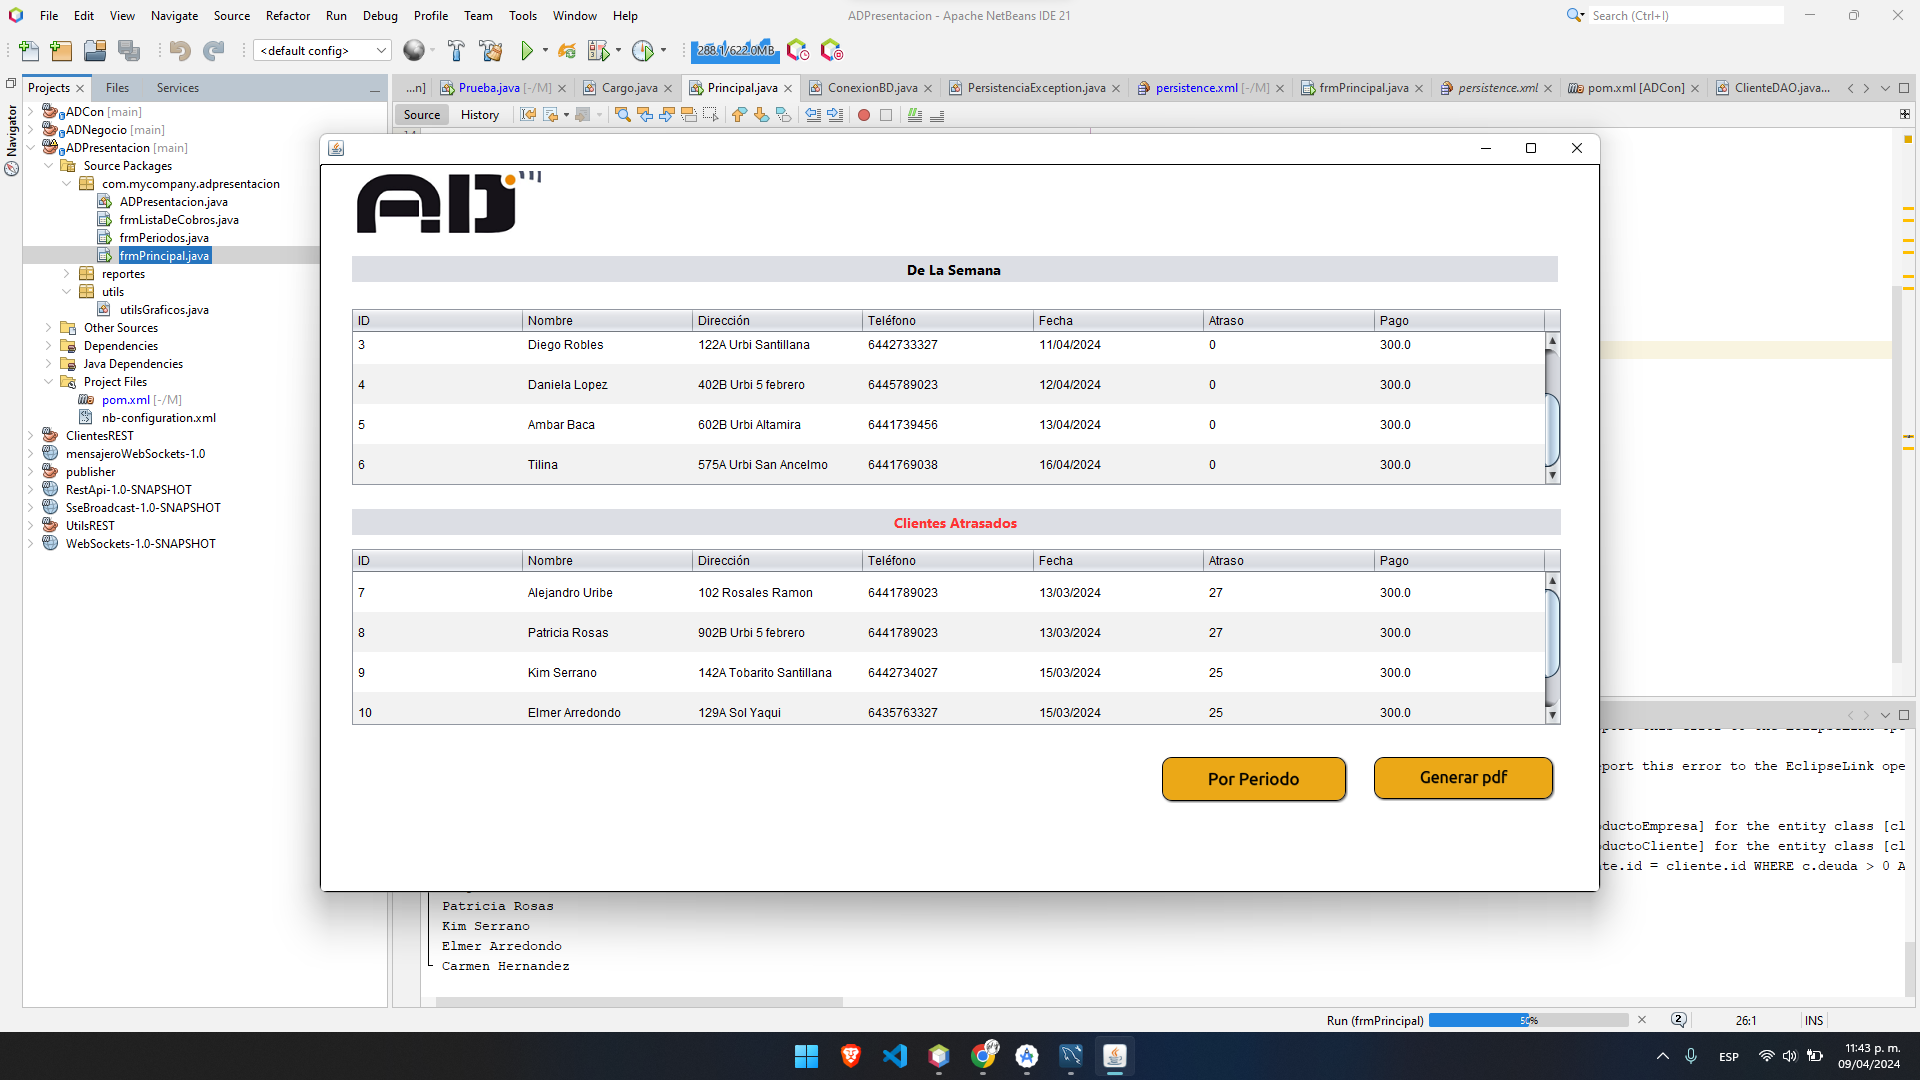 File Edit View Navigate Source Refactor Run Debug Profile Team Tools Window Help
ADPresentacion - Apache NetBeans IDE 21
Search (Ctrl+I)
<default config>
288.1/622.0MB
Projects Files Services
...n] Prueba.java [-/M] Cargo.java Principal.java ConexionBD.java PersistenciaException.java persistence.xml [-/M] frmPrincipal.java persistence.xml pom.xml [ADCon] ClienteDAO.java...
Source History
Navigator
ADCon [main]
ADNegocio [main]
ADPresentacion [main]
Source Packages
com.mycompany.adpresentacion
ADPresentacion.java
frmListaDeCobros.java
frmPeriodos.java
frmPrincipal.java
reportes
utils
utilsGraficos.java
Other Sources
Dependencies
Java Dependencies
Project Files
pom.xml [-/M]
nb-configuration.xml
ClientesREST
mensajeroWebSockets-1.0
publisher
RestApi-1.0-SNAPSHOT
SseBroadcast-1.0-SNAPSHOT
UtilsREST
WebSockets-1.0-SNAPSHOT
AD
De La Semana
ID Nombre Dirección Teléfono Fecha Atraso Pago
3 Diego Robles 122A Urbi Santillana 6442733327 11/04/2024 0 300.0
4 Daniela Lopez 402B Urbi 5 febrero 6445789023 12/04/2024 0 300.0
5 Ambar Baca 602B Urbi Altamira 6441739456 13/04/2024 0 300.0
6 Tilina 575A Urbi San Ancelmo 6441769038 16/04/2024 0 300.0
Clientes Atrasados
ID Nombre Dirección Teléfono Fecha Atraso Pago
7 Alejandro Uribe 102 Rosales Ramon 6441789023 13/03/2024 27 300.0
8 Patricia Rosas 902B Urbi 5 febrero 6441789023 13/03/2024 27 300.0
9 Kim Serrano 142A Tobarito Santillana 6442734027 15/03/2024 25 300.0
10 Elmer Arredondo 129A Sol Yaqui 6435763327 15/03/2024 25 300.0
Por Periodo Generar pdf
port this error to the EclipseLink ope
oductoEmpresa] for the entity class [cl
oductoCliente] for the entity class [cl
te.id = cliente.id WHERE c.deuda > 0 A
Patricia Rosas
Kim Serrano
Elmer Arredondo
Carmen Hernandez
Run (frmPrincipal) 50% 2 26:1 INS
ESP
11:43 p. m.
09/04/2024